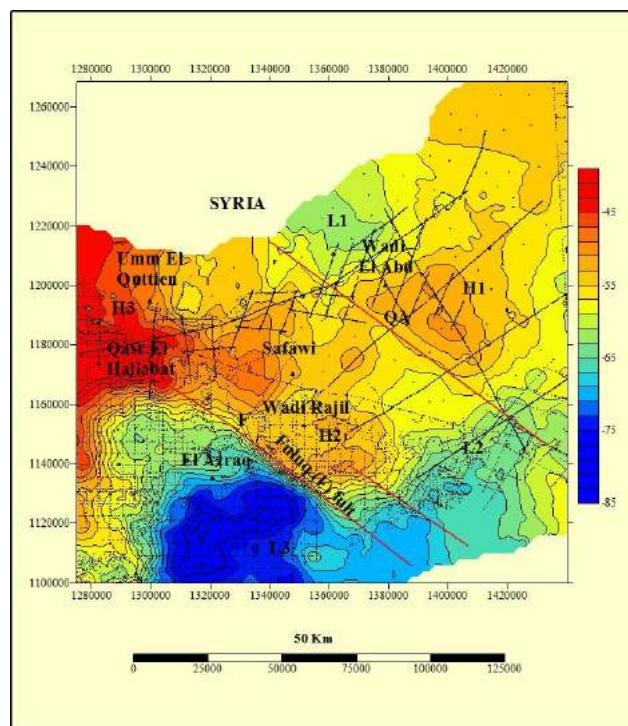 1280000 1300000 1320000 1340000 1360000 1380000 1400000 1420000
1260000
1240000
1220000
1200000
1180000
1160000
1140000
1120000
1100000
SYRIA
L1
Wadi
El Abd
Umm El
Quttien
H1
H3
QA
Qasr El
Hallabat
Safawi
Wadi Rajil
F
H2
L2
El Azraq
Fuluq (F) fult
L3
-45
-55
-65
-75
-85
1280000 1300000 1320000 1340000 1360000 1380000 1400000 1420000
50 Km
0 25000 50000 75000 100000 125000